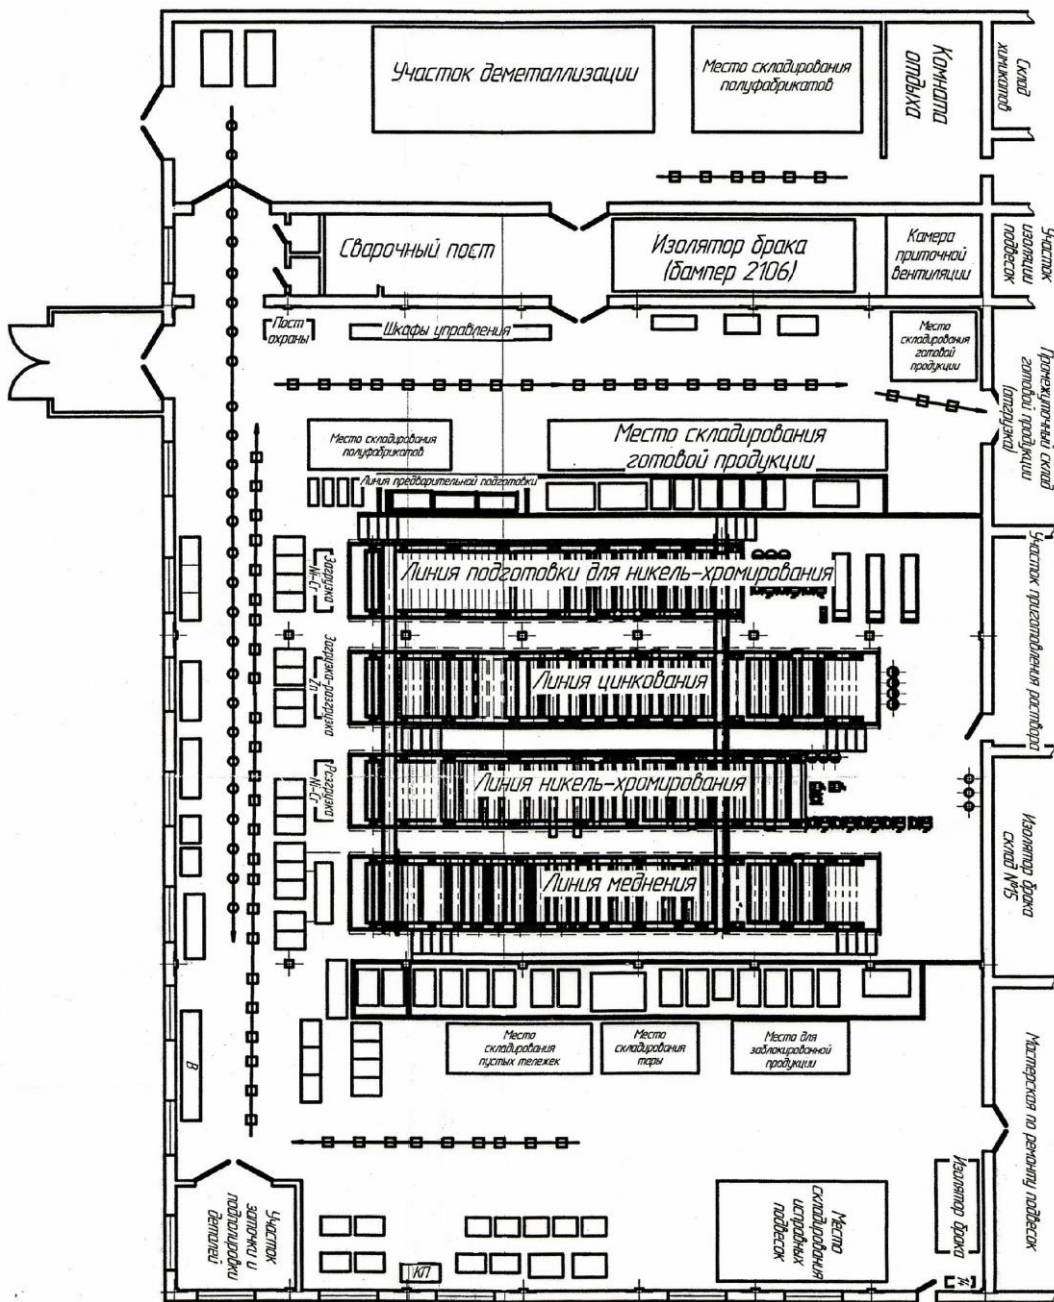 Участок деметаллизации
Место складирования
полуфабрикатов
Комната
отдыха
Склад
химикатов
Сварочный пост
Изолятор брака
(бампер 2106)
Камера
приточной
вентиляции
Участок
изоляции
подвесок
Пост
охраны
Шкафы управления
Место
складирования
готовой
продукции
Промежуточный склад
готовой продукции
(отгрузка)
Место складирования
полуфабрикатов
Место складирования
готовой продукции
Линия предварительной подготовки
Загрузка
Ni-Cr
Линия подготовки для никель-хромирования
Участок приготовления раствора
Загрузка-разгрузка
Zn
Линия цинкования
Разгрузка
Ni-Cr
Линия никель-хромирования
Изолятор брака
склад №15
Линия меднения
Место
складирования
пустых тележек
Место
складирования
тары
Место для
заблокированной
продукции
В
Мастерская по ремонту подвесок
Участок
заточки и
подполировки
деталей
КП
Место
складирования
исправных
подвесок
Изолятор брака